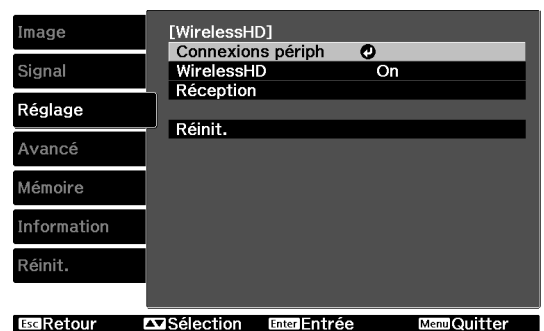 Image
Signal
Réglage
Avancé
Mémoire
Information
Réinit.
[WirelessHD]
Connexions périph
WirelessHD On
Réception
Réinit.
Esc Retour Sélection Enter Entrée Menu Quitter